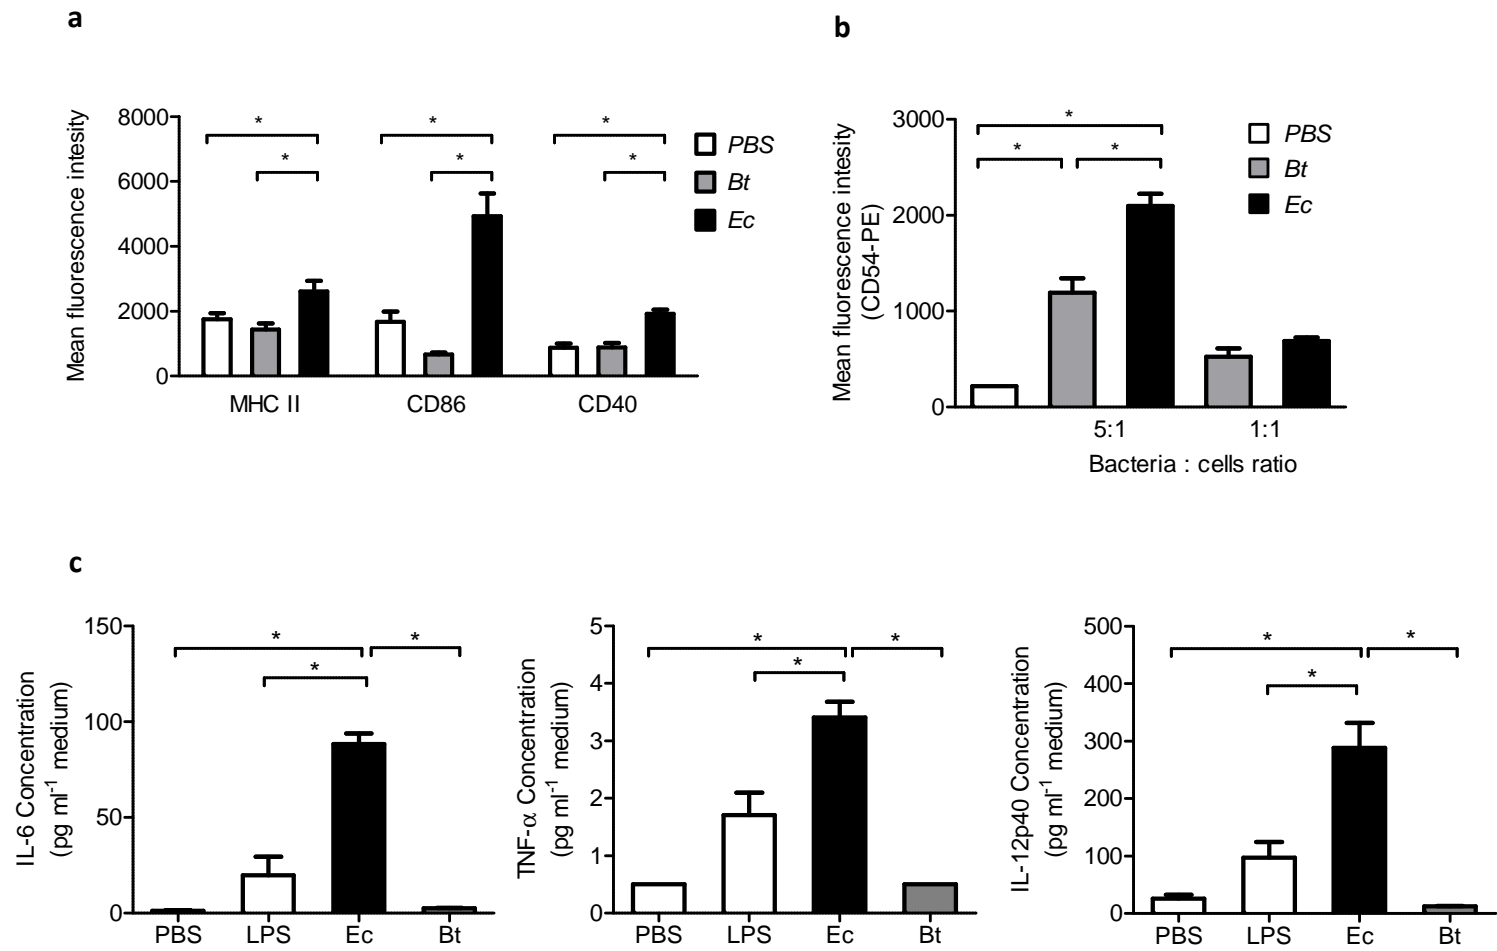 a
Mean fluorescence intesity
8000
6000
4000
2000
0
* * *
* * *
MHC II CD86 CD40
PBS
Bt
Ec
b
Mean fluorescence intesity
(CD54-PE)
3000
2000
1000
0
*
* *
5:1 1:1
Bacteria : cells ratio
PBS
Bt
Ec
c
IL-6 Concentration
(pg ml⁻¹ medium)
150
100
50
0
* *
*
PBS LPS Ec Bt
TNF-α Concentration
(pg ml⁻¹ medium)
5
4
3
2
1
0
* *
*
PBS LPS Ec Bt
IL-12p40 Concentration
(pg ml⁻¹ medium)
500
400
300
200
100
0
* *
*
PBS LPS Ec Bt